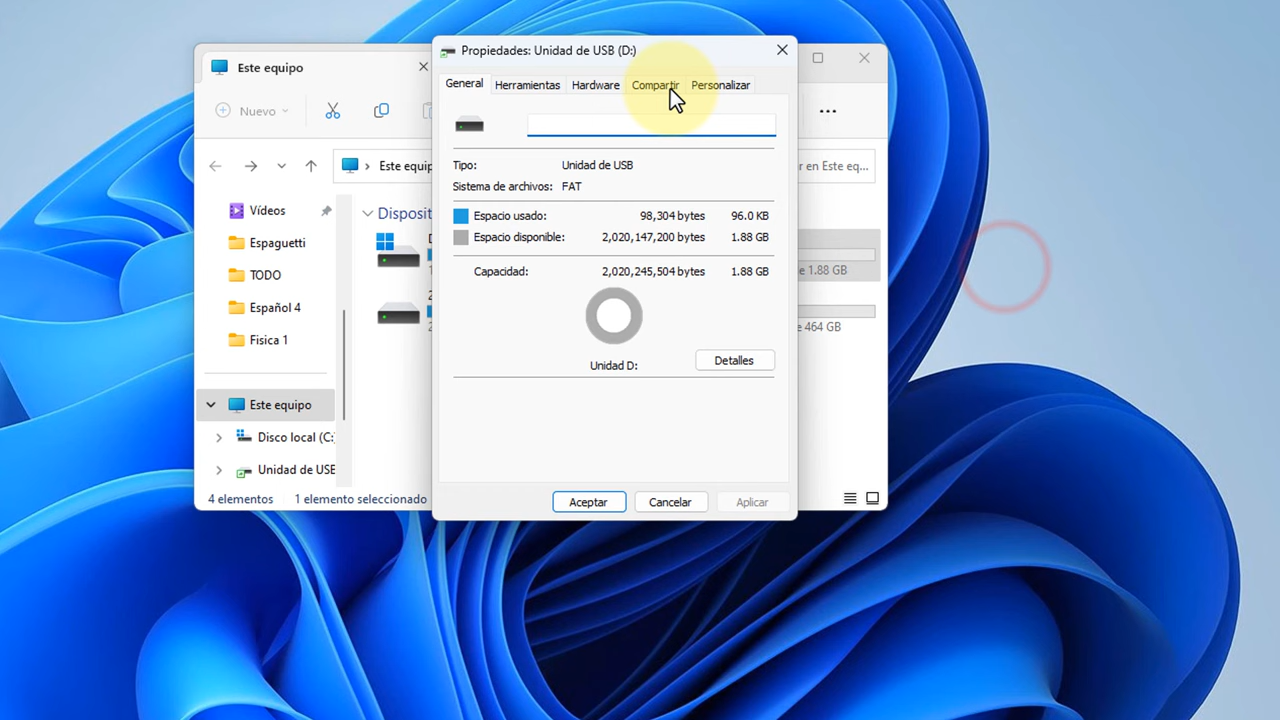 Propiedades: Unidad de USB (D:)
Este equipo
General
Herramientas
Hardware
Compartir
Personalizar
Nuevo
Tipo:
Unidad de USB
Sistema de archivos:
FAT
Espacio usado:
98,304 bytes
96.0 KB
Espacio disponible:
2,020,147,200 bytes
1.88 GB
Capacidad:
2,020,245,504 bytes
1.88 GB
Unidad D:
Detalles
Aceptar
Cancelar
Aplicar
Este equip
r en Este eq...
Vídeos
Espaguetti
TODO
Español 4
Fisica 1
Este equipo
Disco local (C:
Unidad de USE
Disposit
e 1.88 GB
e 464 GB
4 elementos
1 elemento seleccionado